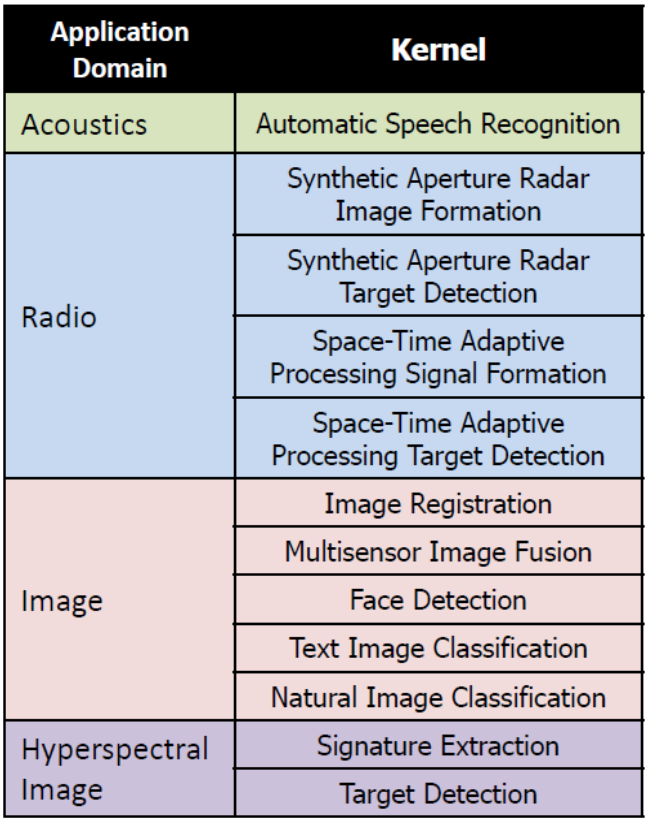 Application
Domain
Kernel
Acoustics
Automatic Speech Recognition
Radio
Synthetic Aperture Radar
Image Formation
Synthetic Aperture Radar
Target Detection
Space-Time Adaptive
Processing Signal Formation
Space-Time Adaptive
Processing Target Detection
Image
Image Registration
Multisensor Image Fusion
Face Detection
Text Image Classification
Natural Image Classification
Hyperspectral
Image
Signature Extraction
Target Detection